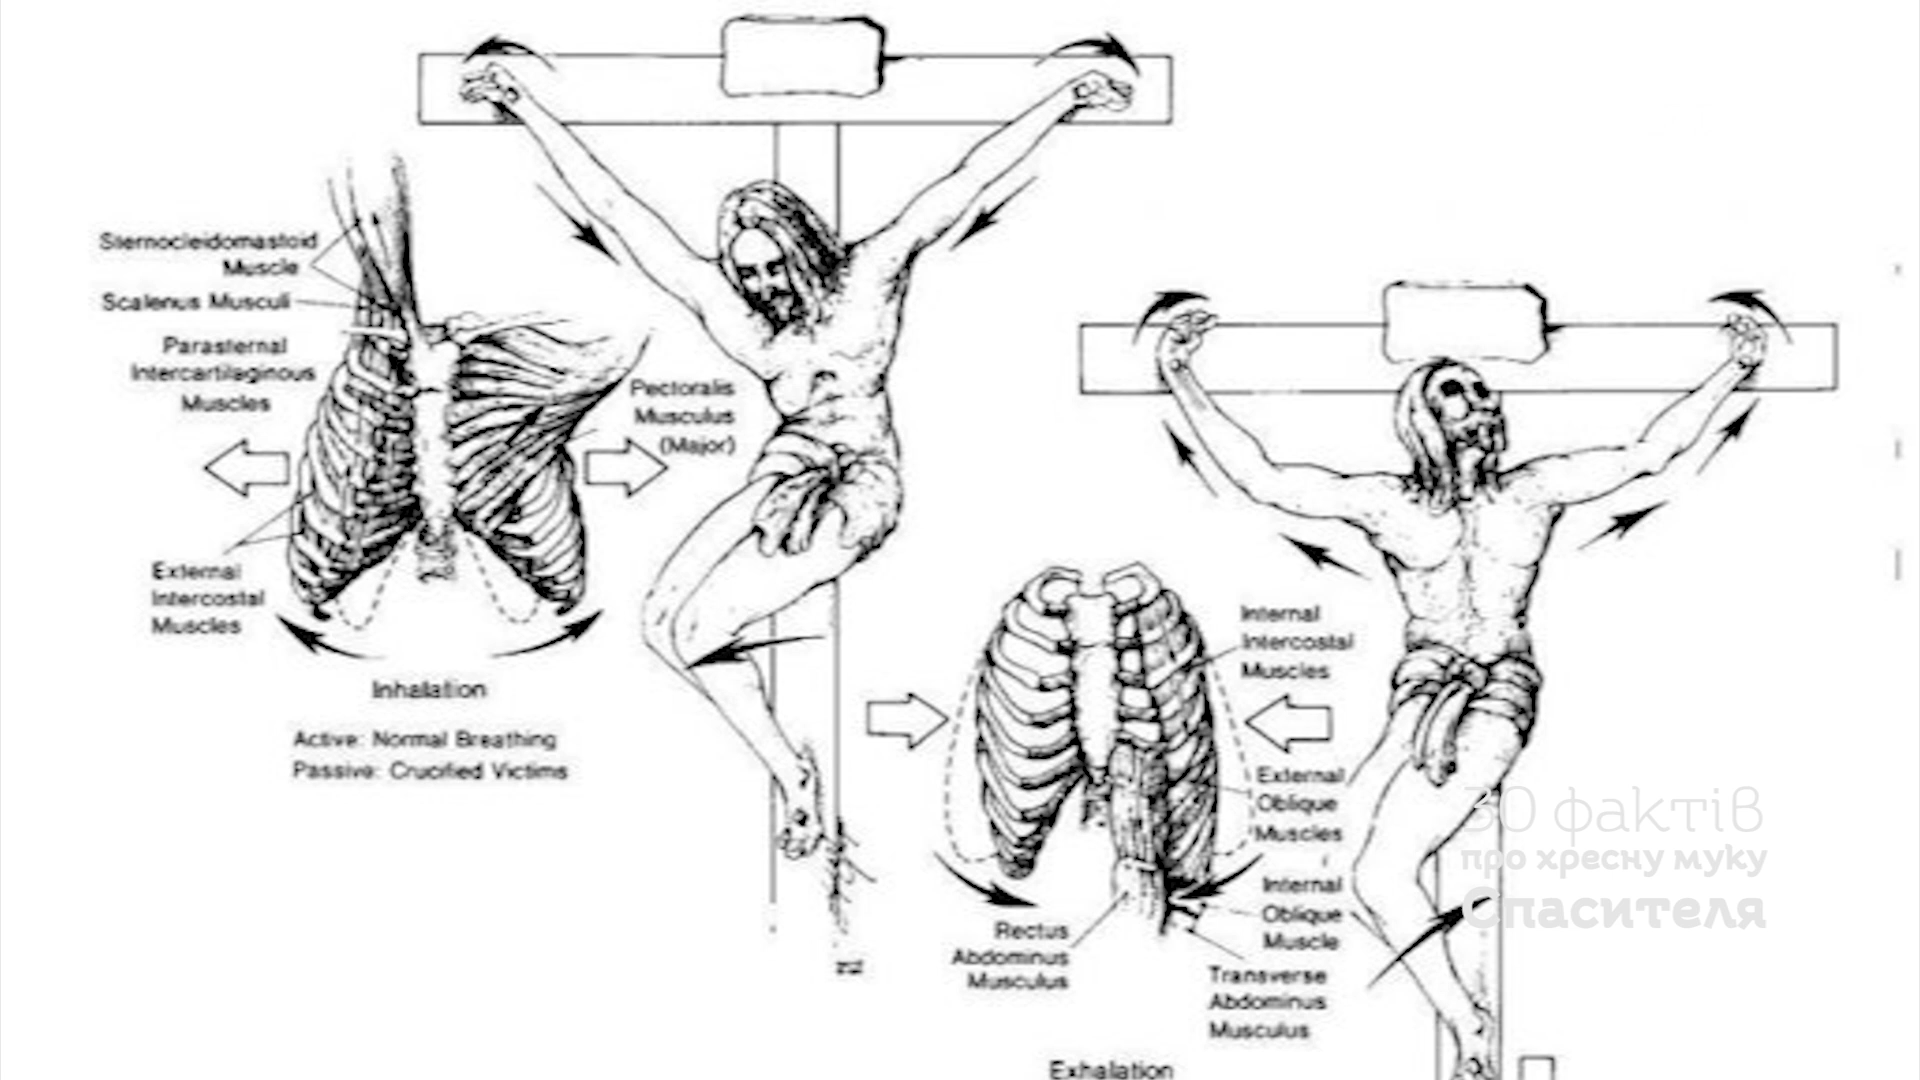 Sternocleidomastoid
Muscle
Scalenus Musculi
Parasternal
Intercartilaginous
Muscles
Pectoralis
Musculus
(Major)
External
Intercostal
Muscles
Inhalation
Active: Normal Breathing
Passive: Crucified Victims
Internal
Intercostal
Muscles
External
Oblique
Muscles
Internal
Oblique
Muscle
Transverse
Abdominus
Musculus
Rectus
Abdominus
Musculus
Exhalation
30 фактів
про хресну муку
Спасителя